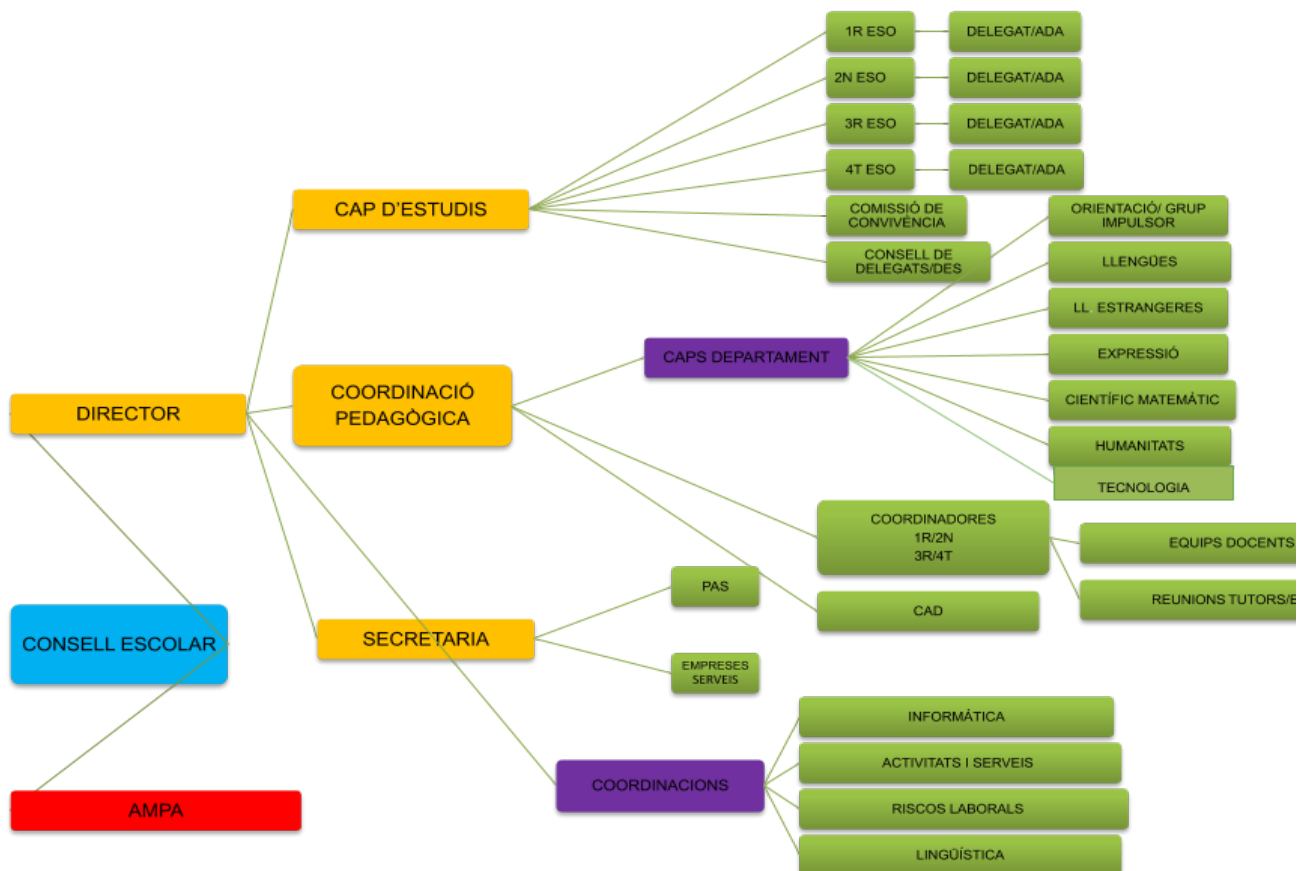 1R ESO
DELEGAT/ADA
2N ESO
DELEGAT/ADA
3R ESO
DELEGAT/ADA
4T ESO
DELEGAT/ADA
CAP D'ESTUDIS
COMISSIÓ DE
CONVIVÈNCIA
CONSELL DE
DELEGATS/DES
ORIENTACIÓ/ GRUP
IMPULSOR
LLENGÜES
LL ESTRANGERES
CAPS DEPARTAMENT
EXPRESSIÓ
CIENTÍFIC MATEMÀTIC
HUMANITATS
TECNOLOGIA
DIRECTOR
COORDINACIÓ
PEDAGÒGICA
COORDINADORES
1R/2N
3R/4T
EQUIPS DOCENTS
REUNIONS TUTORS/E
CAD
PAS
SECRETARIA
EMPRESES
SERVEIS
CONSELL ESCOLAR
INFORMÀTICA
ACTIVITATS I SERVEIS
COORDINACIONS
RISCOS LABORALS
LINGÜÍSTICA
AMPA